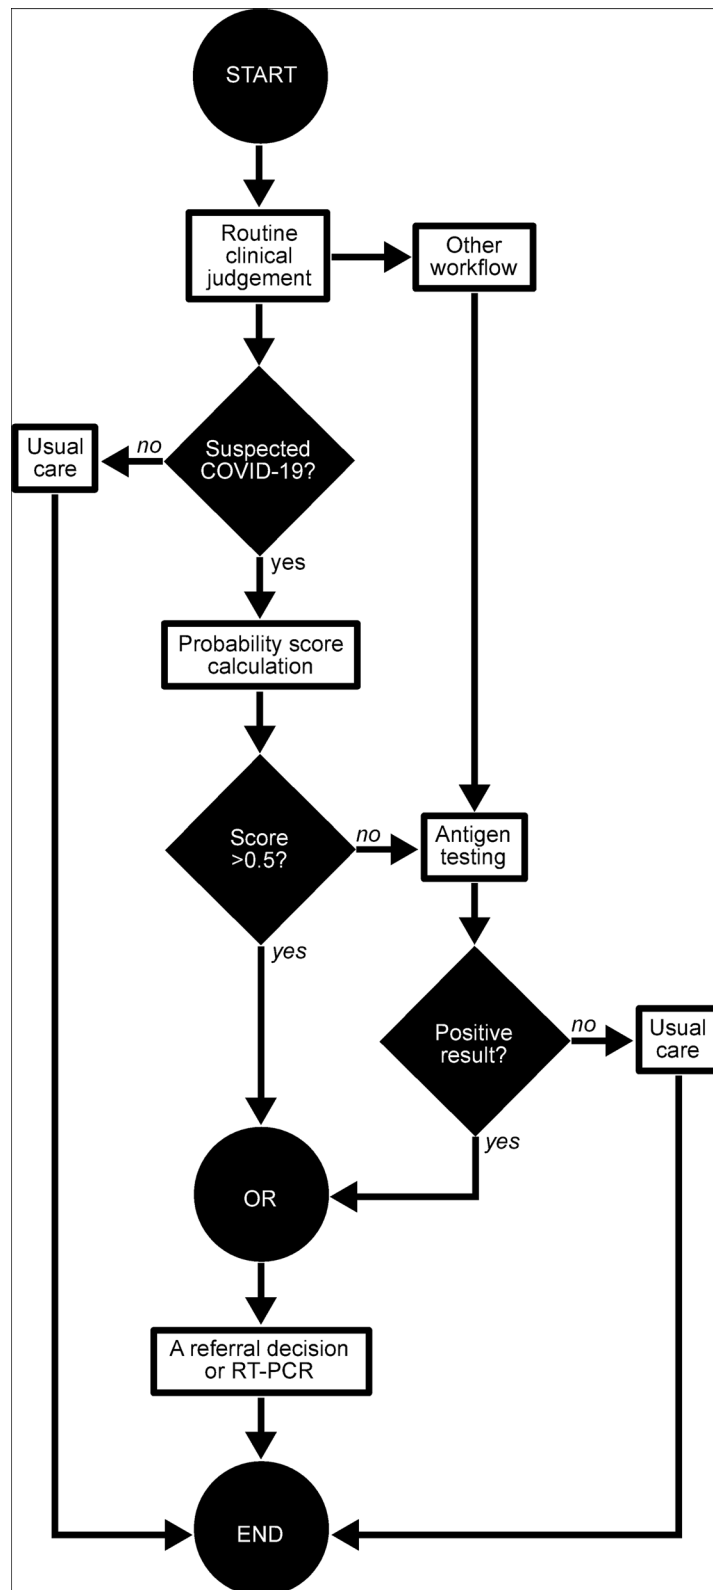 START
Routine
clinical
judgement
Other
workflow
Usual
care
no
Suspected
COVID-19?
yes
Probability score
calculation
Score
>0.5?
no
Antigen
testing
yes
Positive
result?
no
Usual
care
yes
OR
A referral decision
or RT-PCR
END